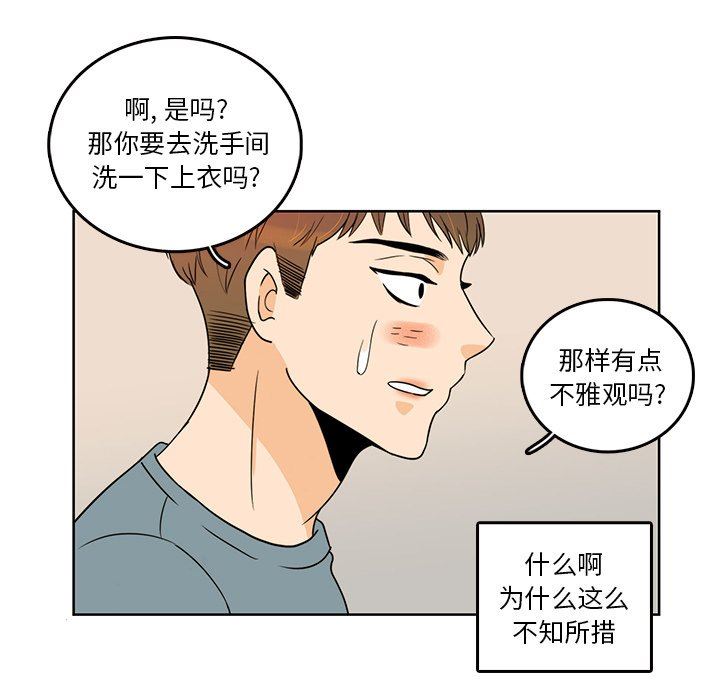 啊, 是吗?
那你要去洗手间
洗一下上衣吗?
那样有点
不雅观吗?
什么啊
为什么这么
不知所措